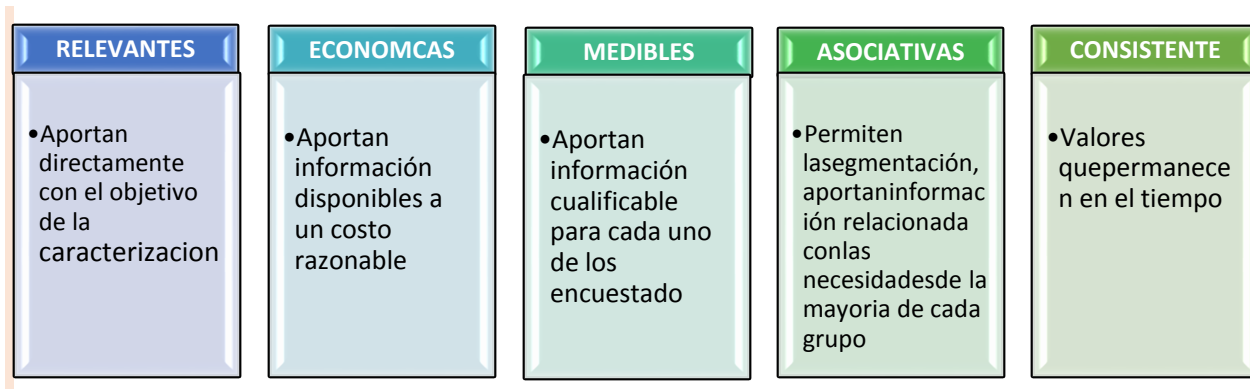 RELEVANTES
•Aportan
directamente
con el objetivo
de la
caracterizacion
ECONOMCAS
•Aportan
información
disponibles a
un costo
razonable
MEDIBLES
•Aportan
información
cualificable
para cada uno
de los
encuestado
ASOCIATIVAS
•Permiten
lasegmentación,
aportaninformac
ión relacionada
conlas
necesidadesde la
mayoria de cada
grupo
CONSISTENTE
•Valores
quepermanece
n en el tiempo